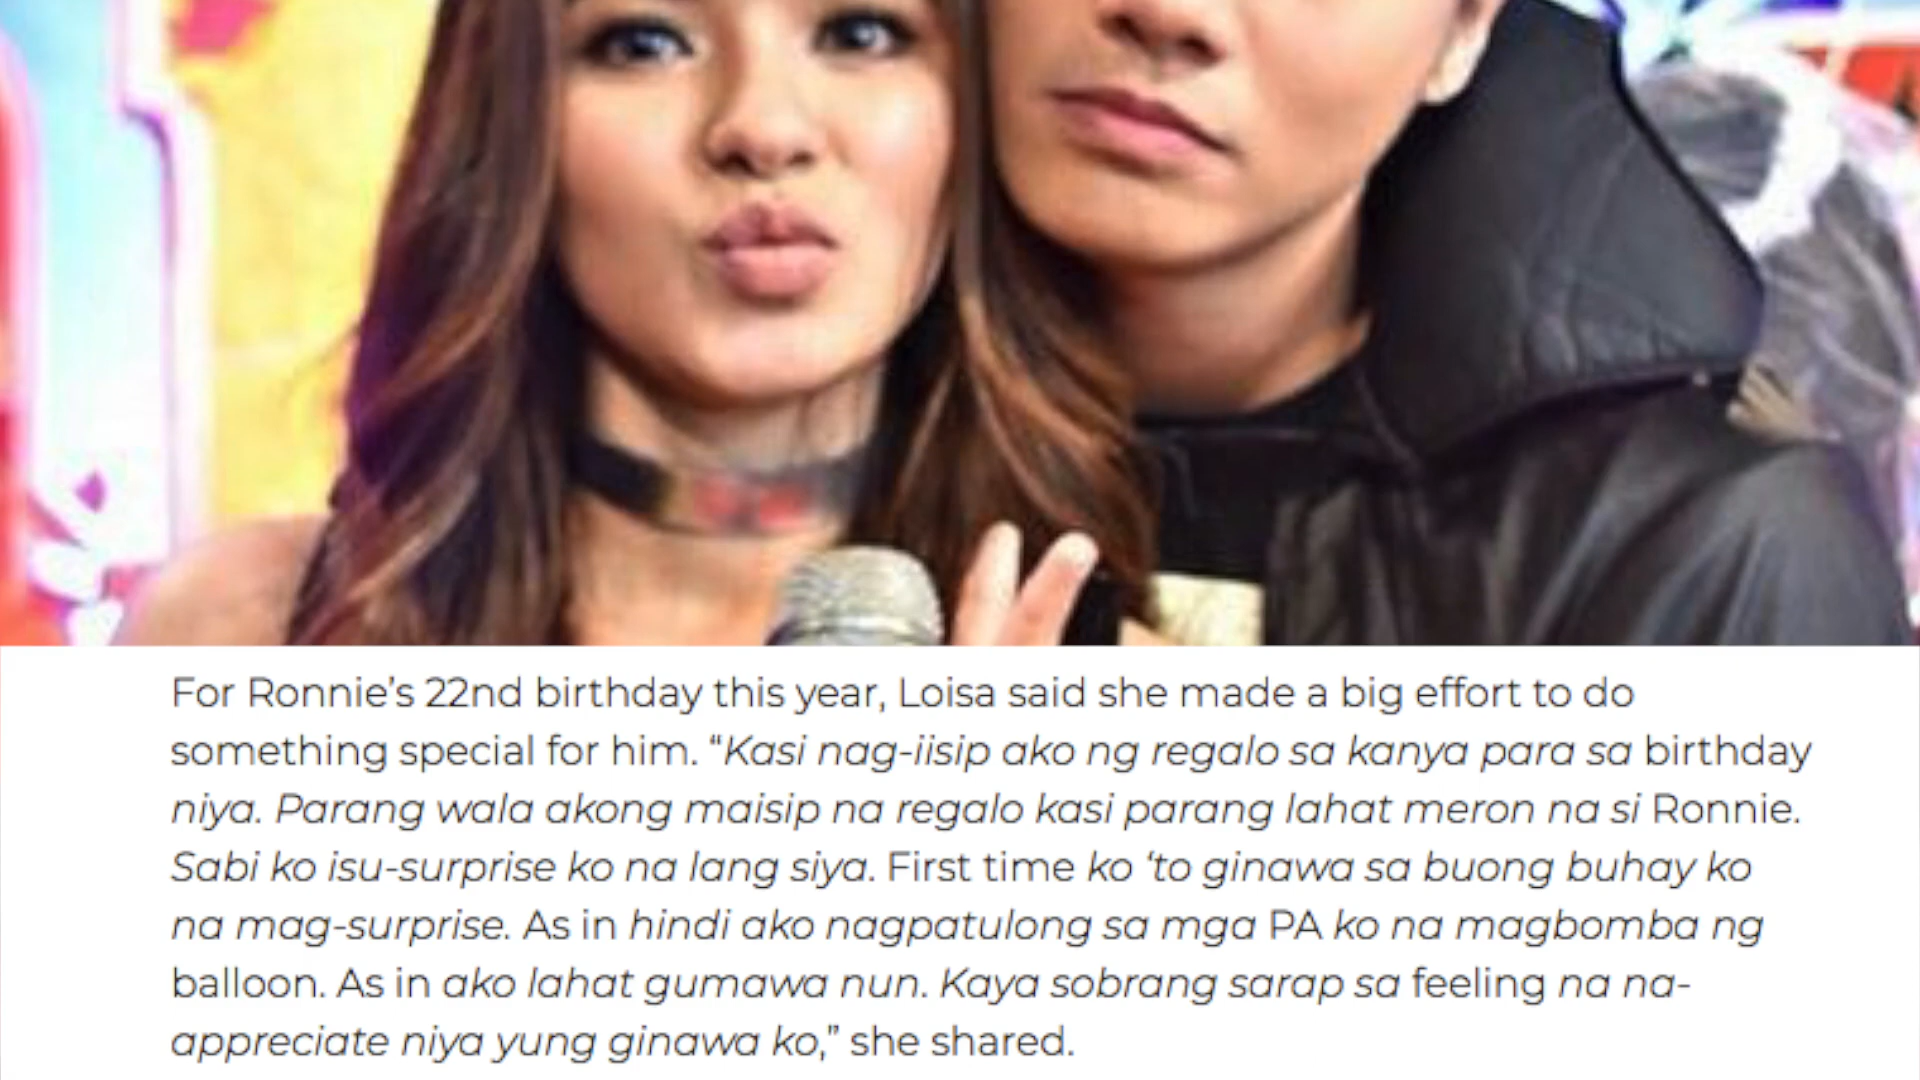 For Ronnie’s 22nd birthday this year, Loisa said she made a big effort to do
something special for him. “Kasi nag-iisip ako ng regalo sa kanya para sa birthday
niya. Parang wala akong maisip na regalo kasi parang lahat meron na si Ronnie.
Sabi ko isu-surprise ko na lang siya. First time ko ‘to ginawa sa buong buhay ko
na mag-surprise. As in hindi ako nagpatulong sa mga PA ko na magbomba ng
balloon. As in ako lahat gumawa nun. Kaya sobrang sarap sa feeling na na-
appreciate niya yung ginawa ko,” she shared.